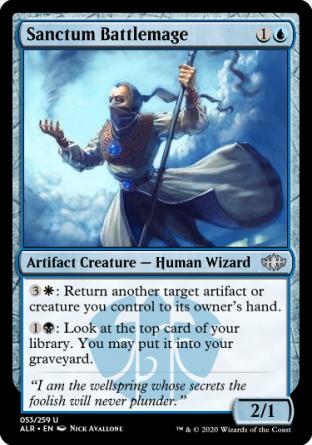 Sanctum Battlemage 1
Artifact Creature — Human Wizard
3: Return another target artifact or
creature you control to its owner's hand.
1: Look at the top card of your
library. You may put it into your
graveyard.
"I am the wellspring whose secrets the
foolish will never plunder."
2/1
053/259 U
ALR • EN Nick Avallone
™ & © 2020 Wizards of the Coast